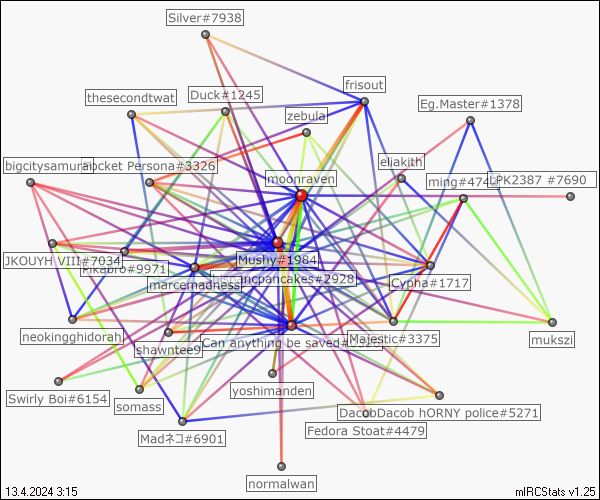 Silver#7938
frisout
Duck#1245
thesecondtwat
Eg.Master#1378
zebula
eliakith
bigcitysamurai
Pocket Persona#3326
moonraven
ming#474
LPK2387 #7690
Mushy#1984
JKOUYH VIII#7034
Pikabro#9971
marcemadness
pancakes#2928
Cypha#1717
neokingghidorah
shawntee9
Can anything be saved#
Majestic#3375
mukszi
yoshimanden
Swirly Boi#6154
somass
DacobDacob hORNY police#5271
Fedora Stoat#4479
Madネコ#6901
normalwan
13.4.2024 3:15
mIRCStats v1.25